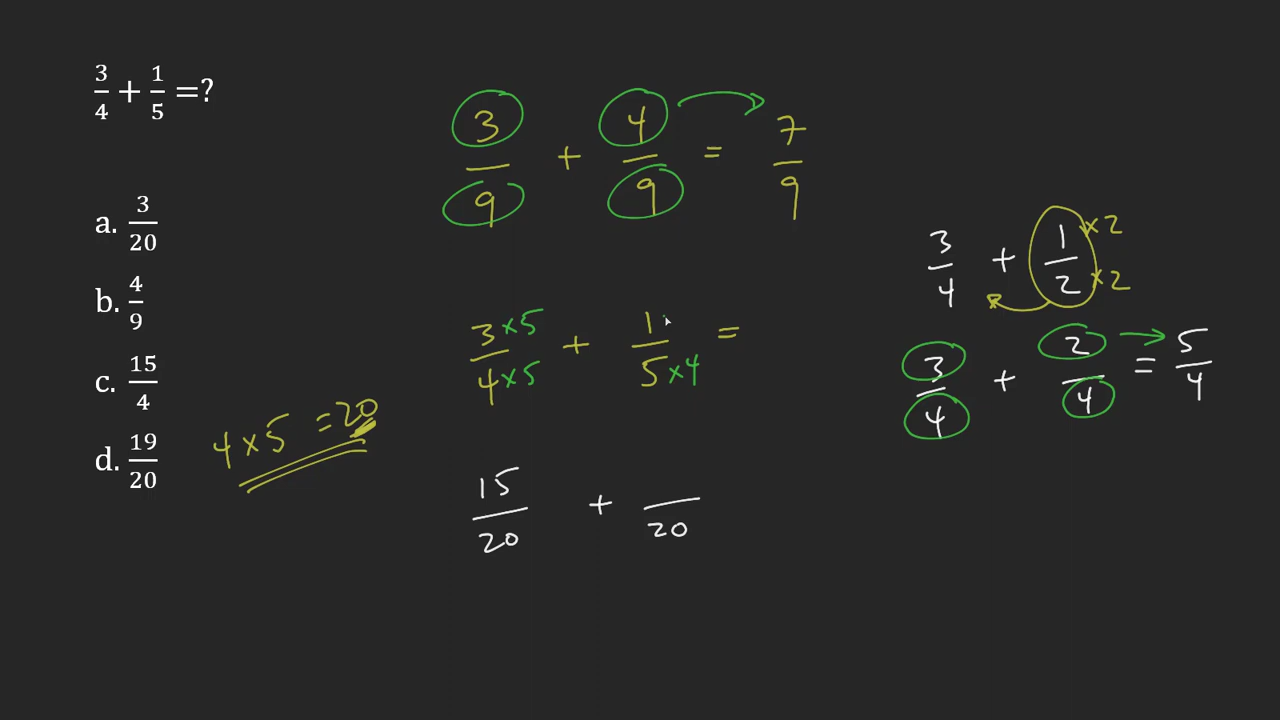 3/4 + 1/5 = ?
a. 3/20
b. 4/9
c. 15/4
d. 19/20
4 × 5 = 20
3/9 + 4/9 = 7/9
3×5/4×5 + 1/5×4 =
15/20 + /20
3/4 + 1×2/2×2
3/4 + 2/4 = 5/4